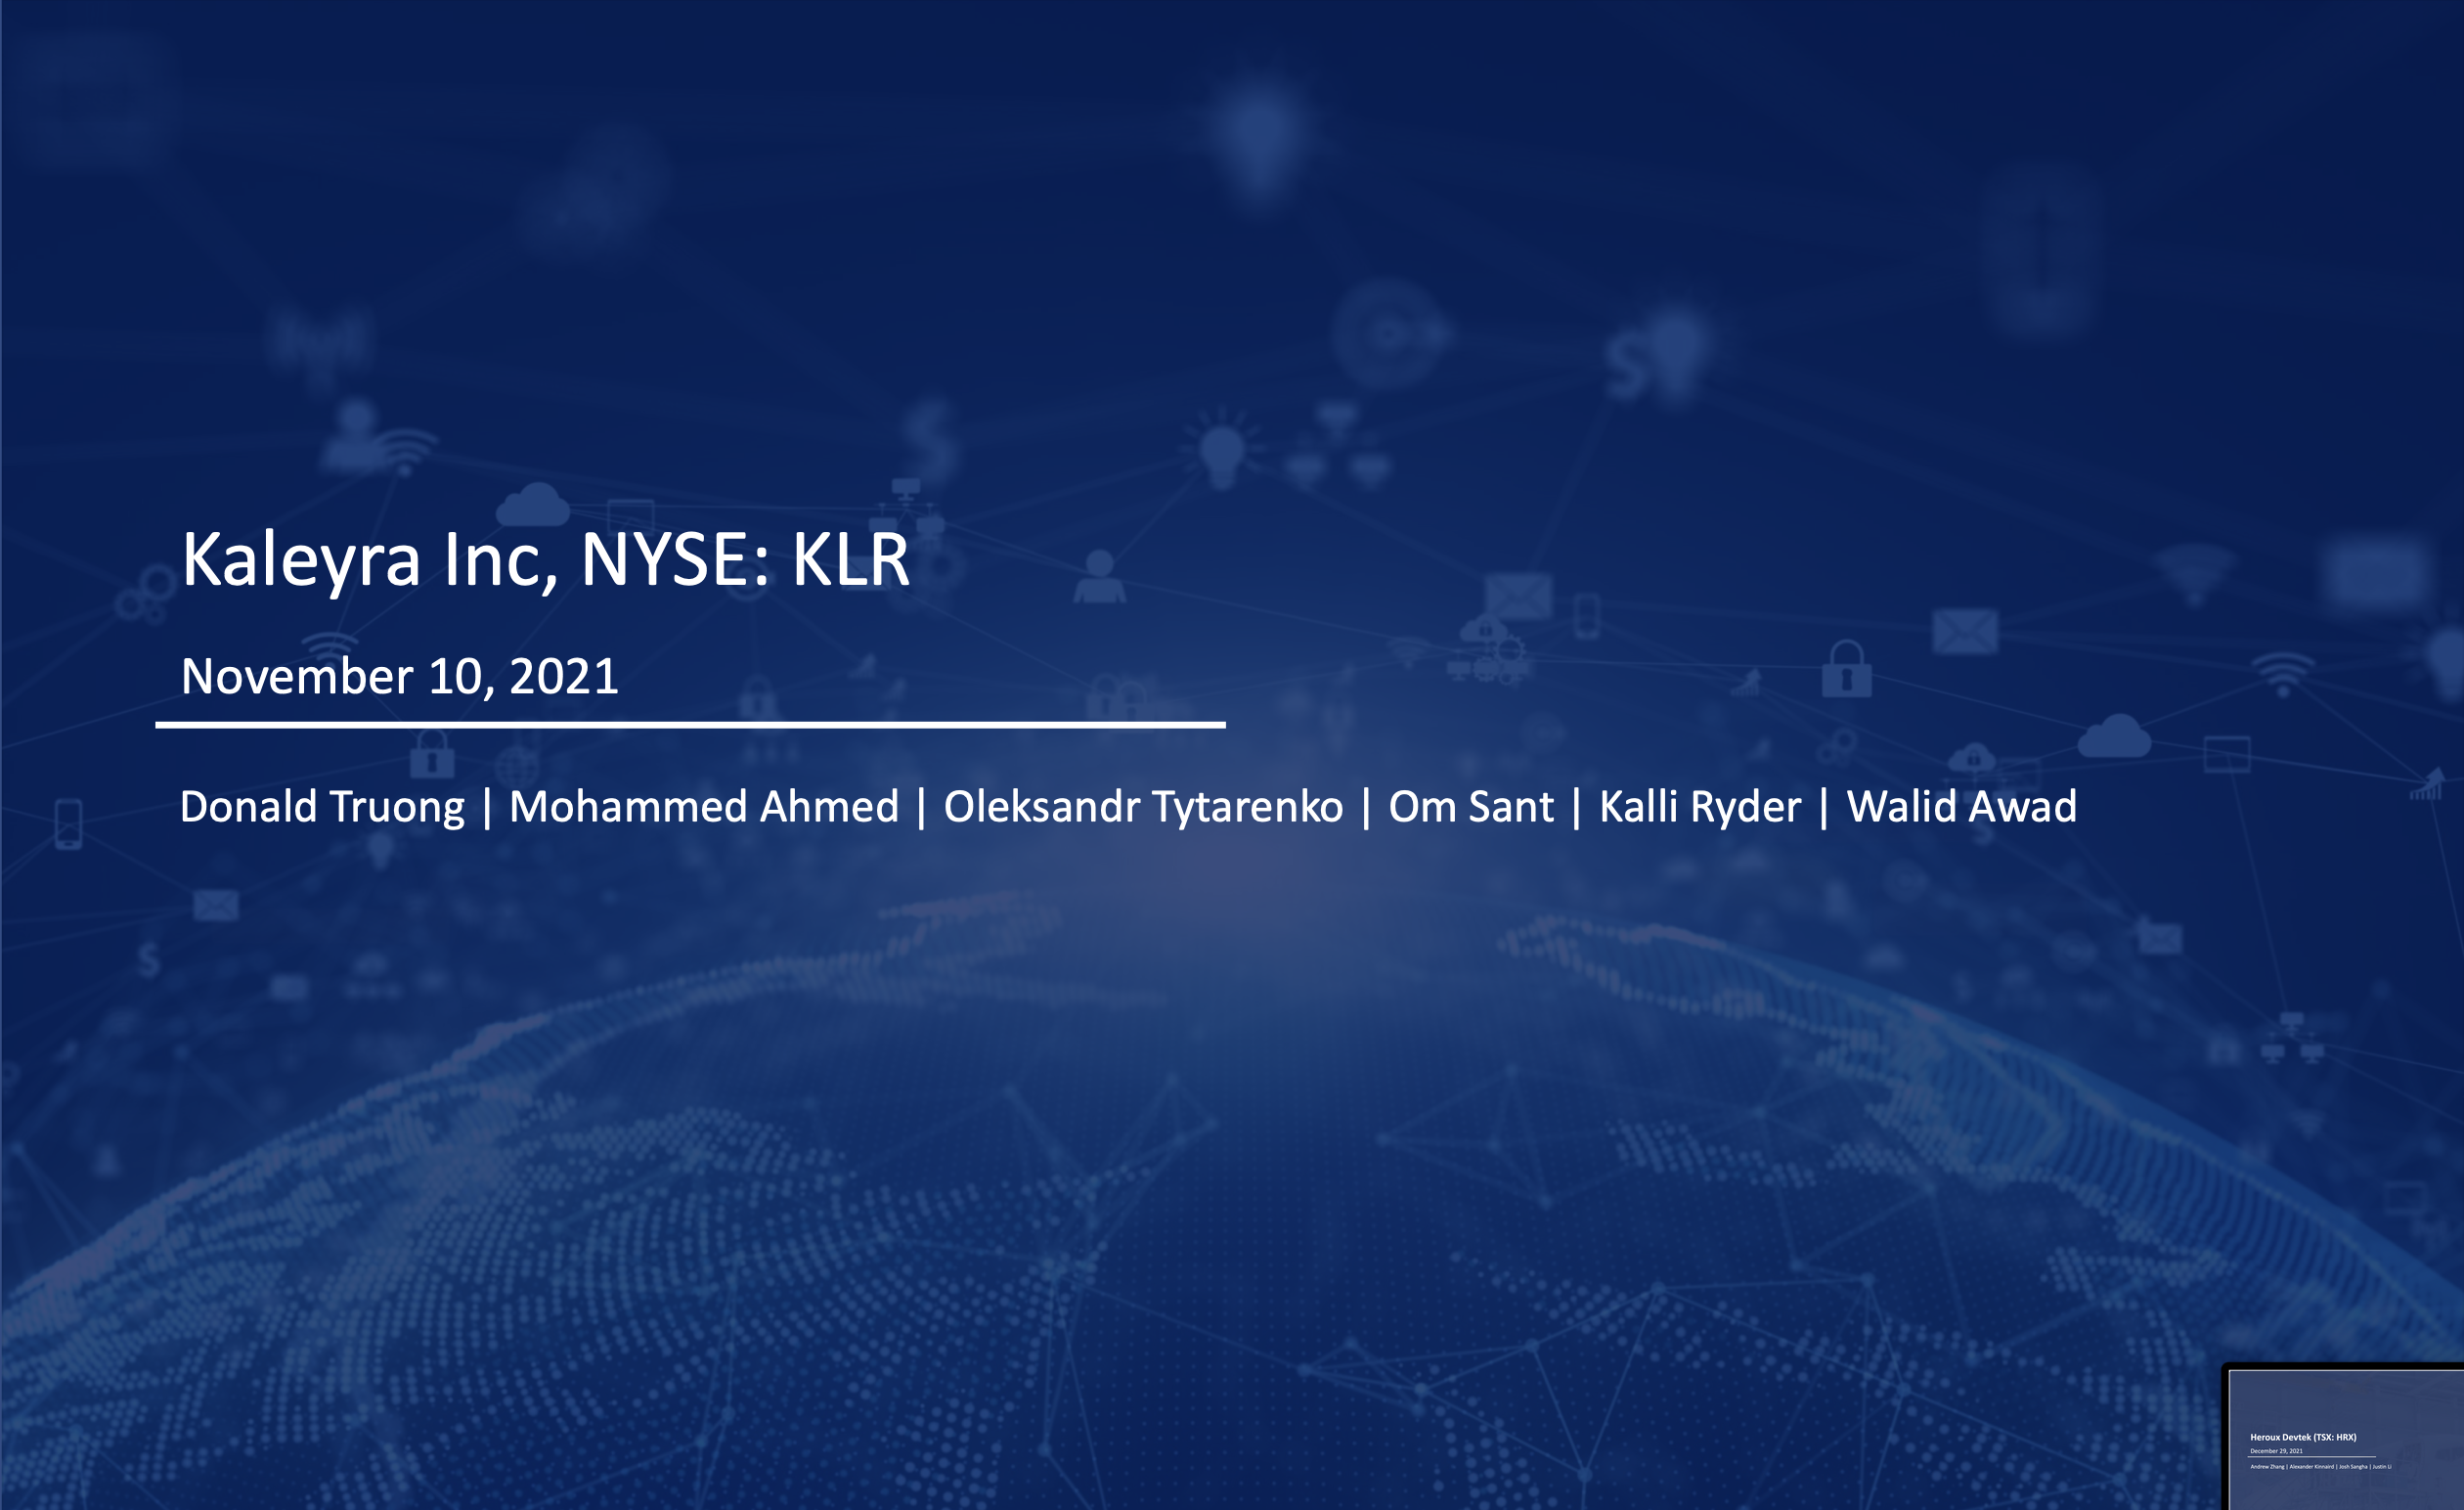 Kaleyra Inc, NYSE: KLR
November 10, 2021
Donald Truong | Mohammed Ahmed | Oleksandr Tytarenko | Om Sant | Kalli Ryder | Walid Awad
Heroux Devtek (TSX: HRX)
December 29, 2021
Andrew Zhang | Alexander Kinnaird | Josh Sangha | Justin Li